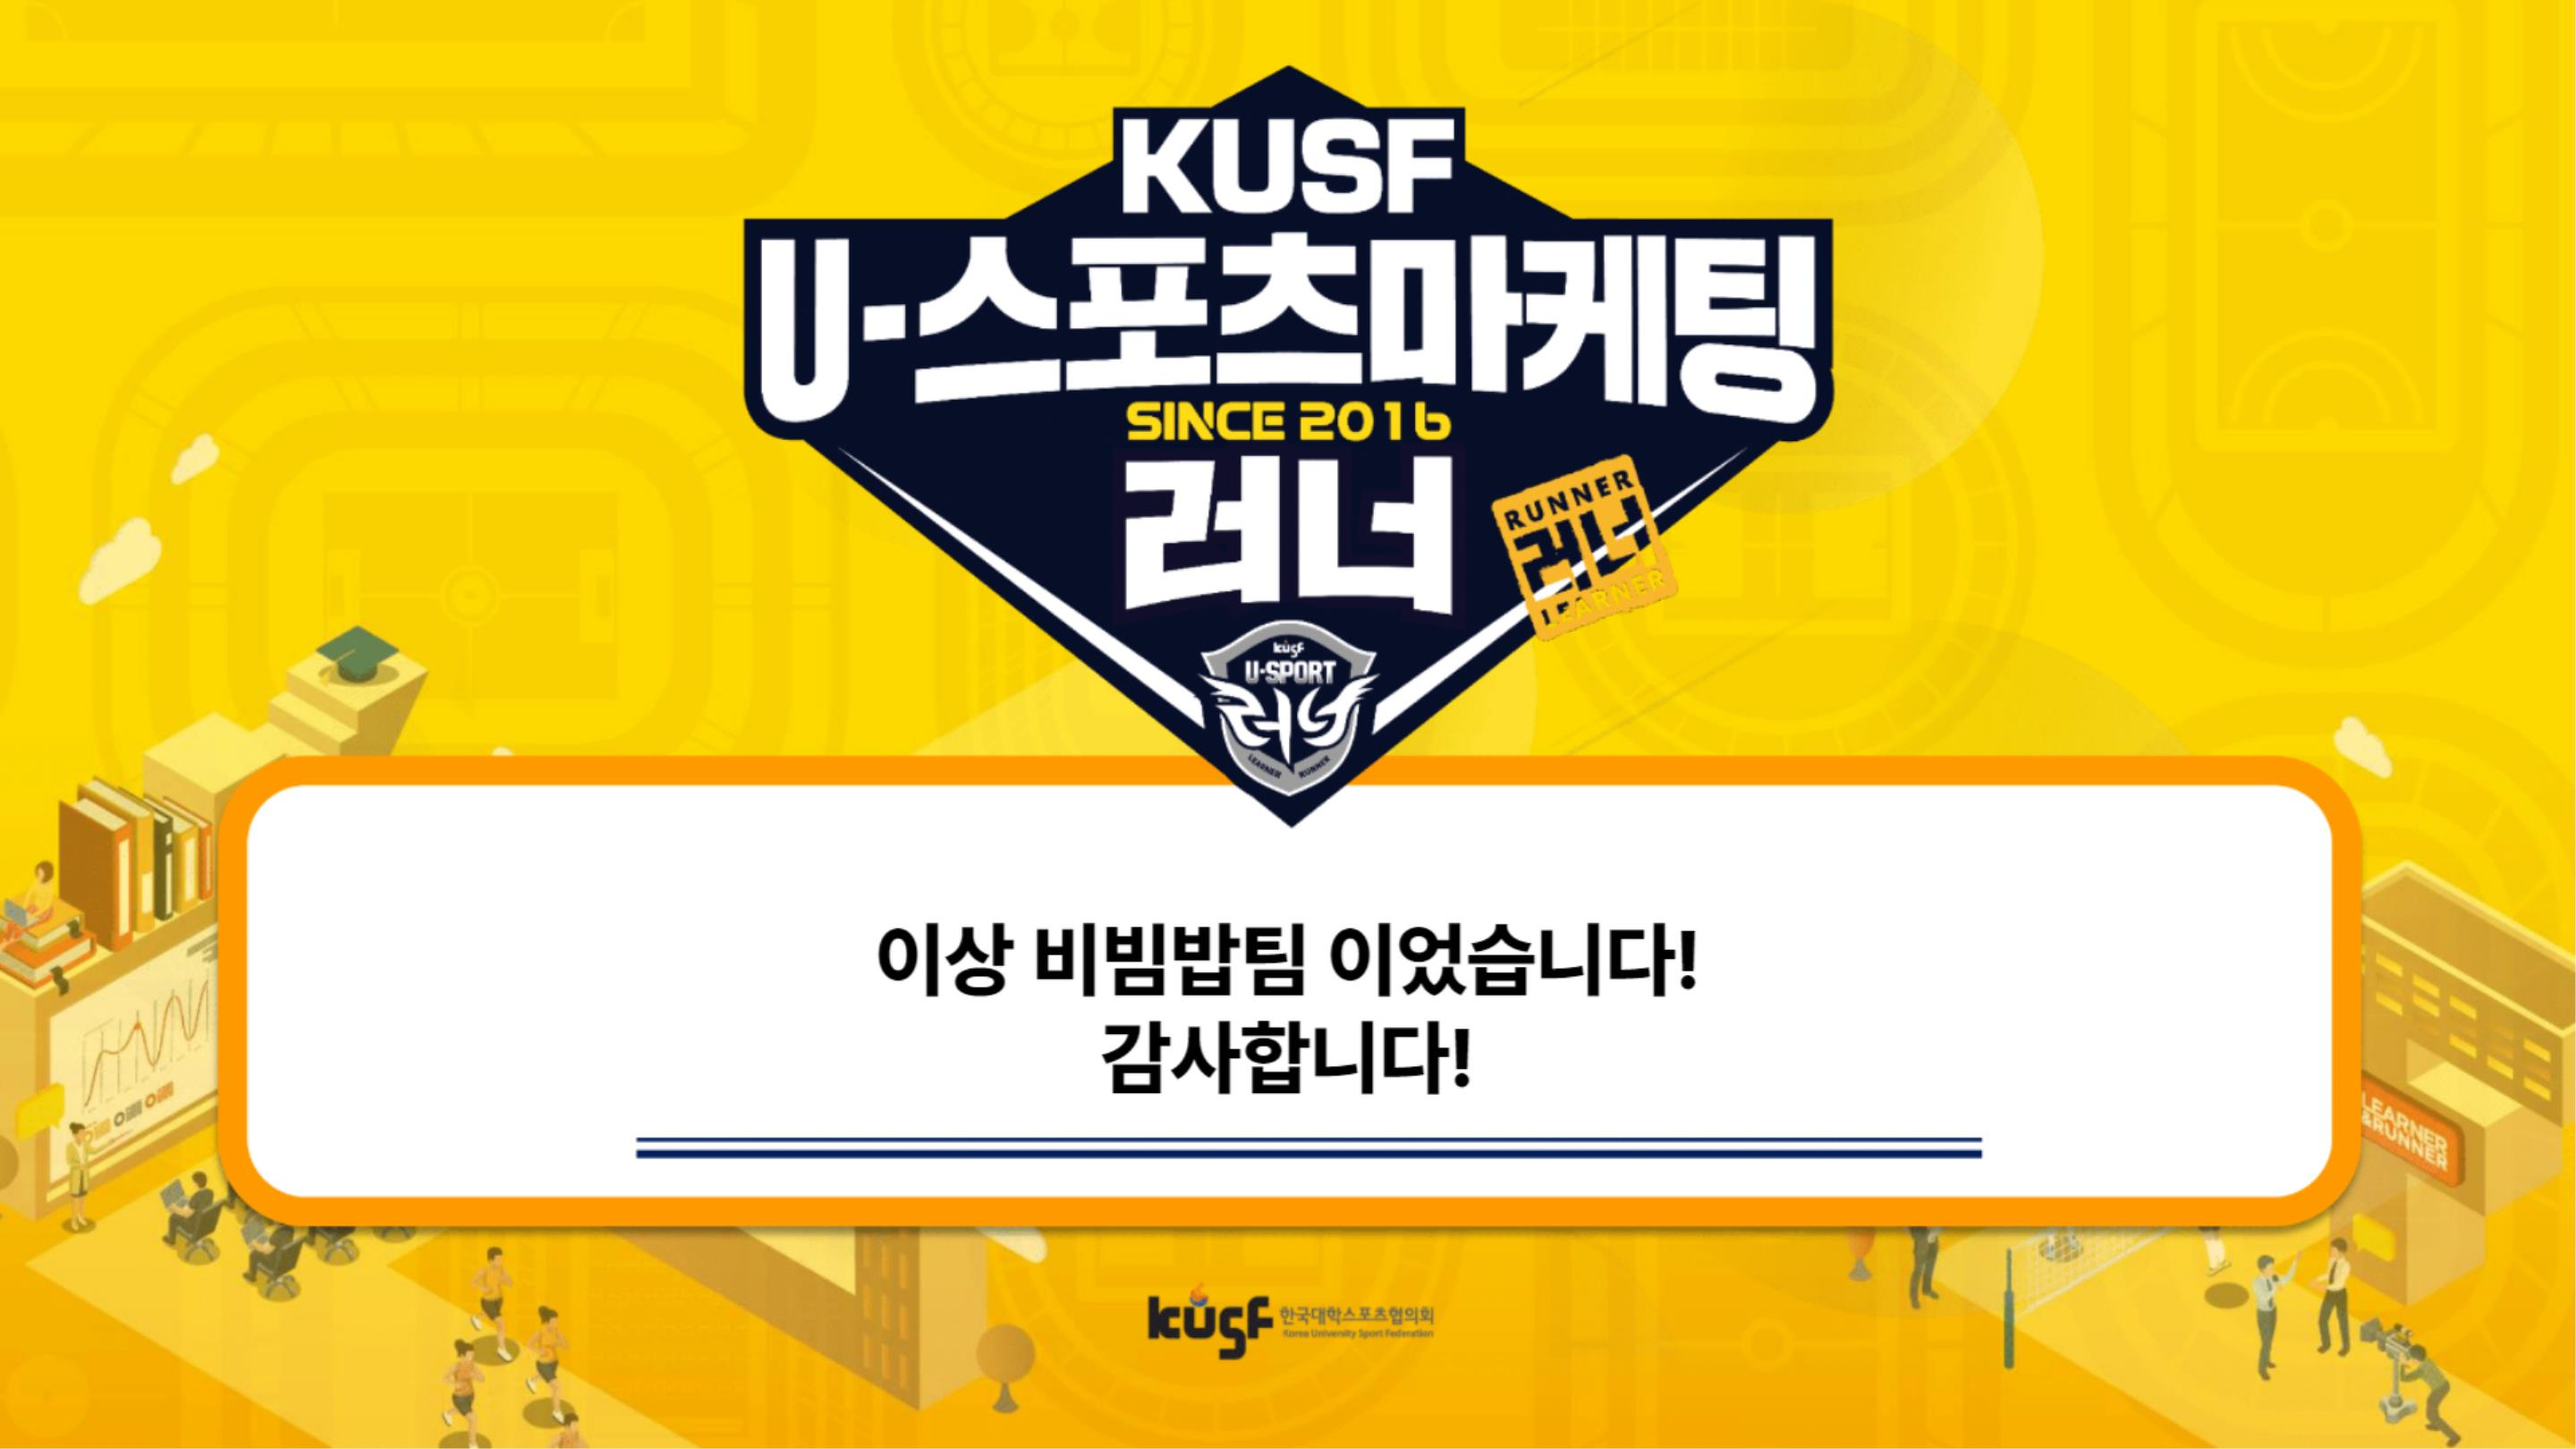 KUSF
U-스포츠마케팅
SINCE 2016
러너
RUNNER
러너
LEARNER
kusf
U-SPORT
러너
LEARNER RUNNER
이상 비빔밥팀 이었습니다!
감사합니다!
LEARNER
&RUNNER
kusf 한국대학스포츠협의회
Korea University Sport Federation